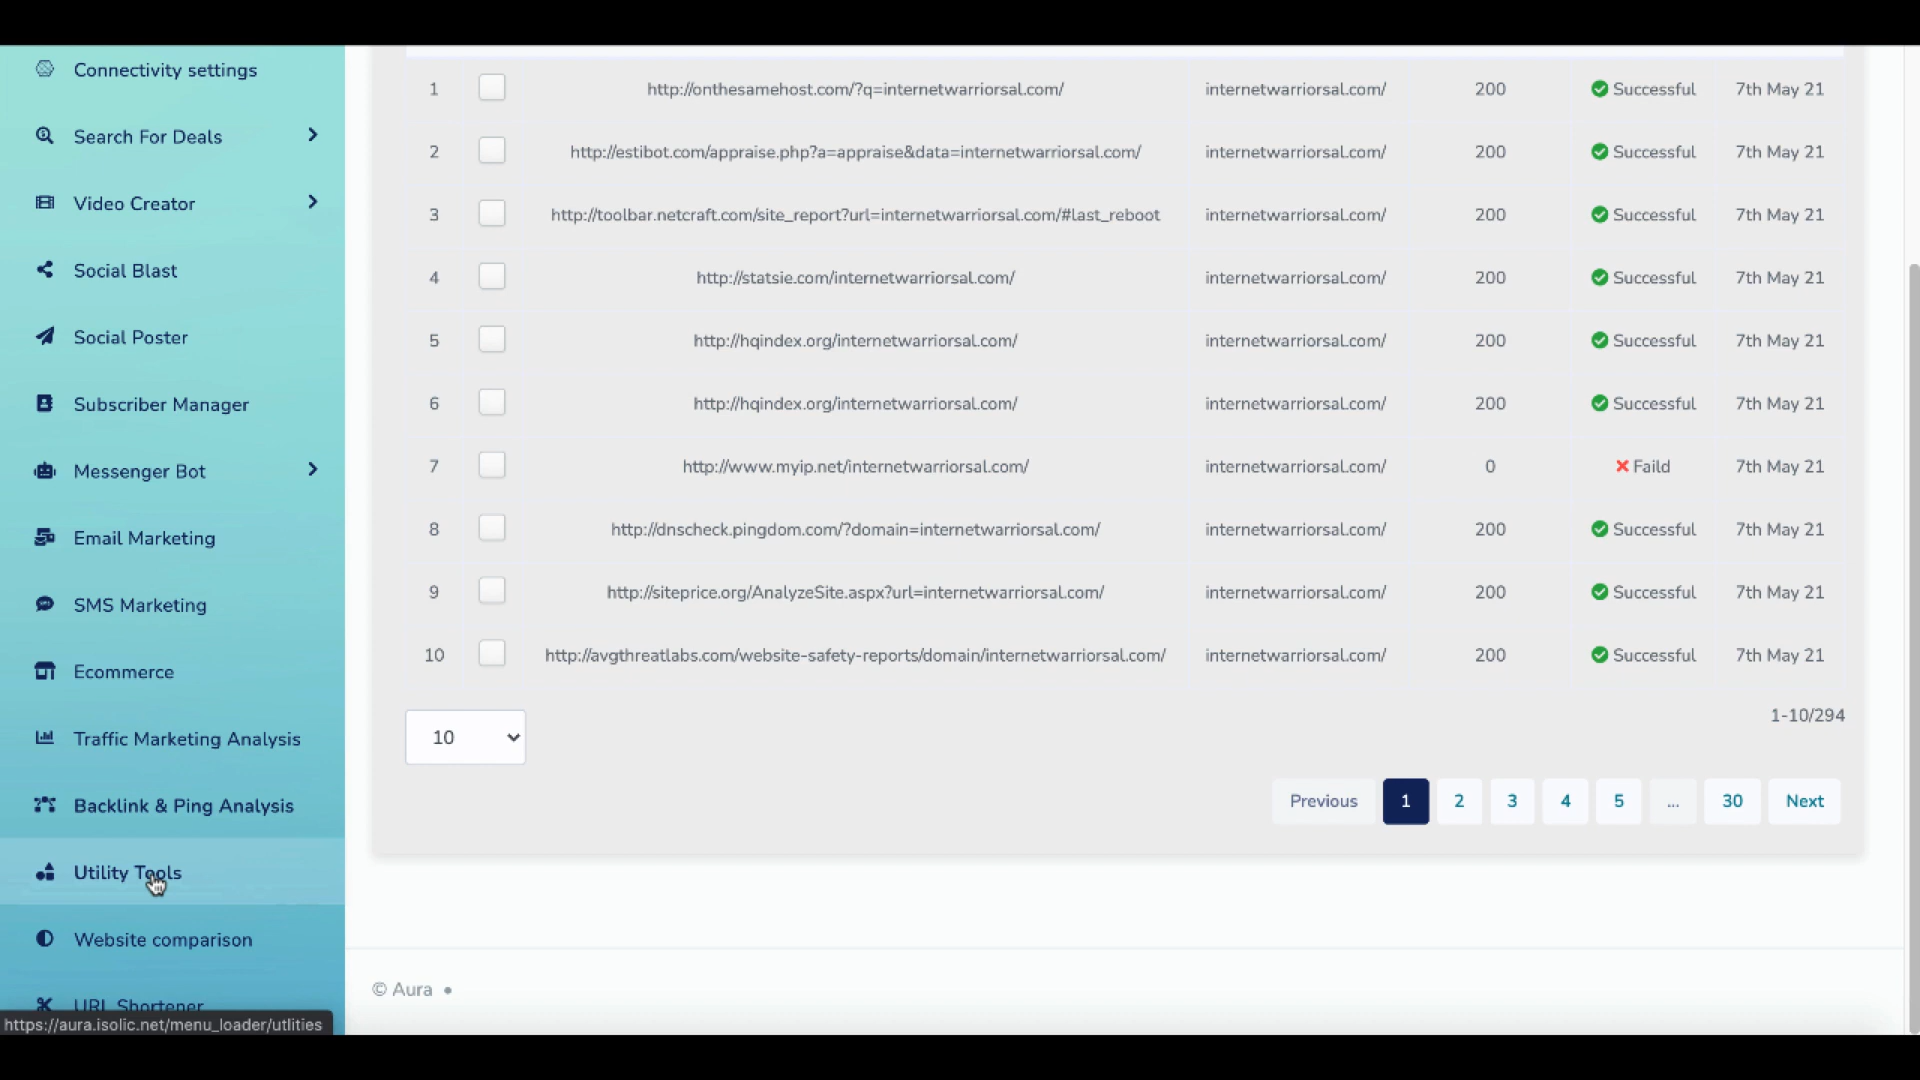 Connectivity settings
Search For Deals
Video Creator
Social Blast
Social Poster
Subscriber Manager
Messenger Bot
Email Marketing
SMS Marketing
Ecommerce
Traffic Marketing Analysis
Backlink & Ping Analysis
Utility Tools
Website comparison
URL Shortener
https://aura.isolic.net/menu_loader/utlities
1 http://onthesamehost.com/?q=internetwarriorsal.com/ internetwarriorsal.com/ 200 Successful 7th May 21
2 http://estibot.com/appraise.php?a=appraise&data=internetwarriorsal.com/ internetwarriorsal.com/ 200 Successful 7th May 21
3 http://toolbar.netcraft.com/site_report?url=internetwarriorsal.com/#last_reboot internetwarriorsal.com/ 200 Successful 7th May 21
4 http://statsie.com/internetwarriorsal.com/ internetwarriorsal.com/ 200 Successful 7th May 21
5 http://hqindex.org/internetwarriorsal.com/ internetwarriorsal.com/ 200 Successful 7th May 21
6 http://hqindex.org/internetwarriorsal.com/ internetwarriorsal.com/ 200 Successful 7th May 21
7 http://www.myip.net/internetwarriorsal.com/ internetwarriorsal.com/ 0 Faild 7th May 21
8 http://dnscheck.pingdom.com/?domain=internetwarriorsal.com/ internetwarriorsal.com/ 200 Successful 7th May 21
9 http://siteprice.org/AnalyzeSite.aspx?url=internetwarriorsal.com/ internetwarriorsal.com/ 200 Successful 7th May 21
10 http://avgthreatlabs.com/website-safety-reports/domain/internetwarriorsal.com/ internetwarriorsal.com/ 200 Successful 7th May 21
10
1-10/294
Previous 1 2 3 4 5 ... 30 Next
© Aura •